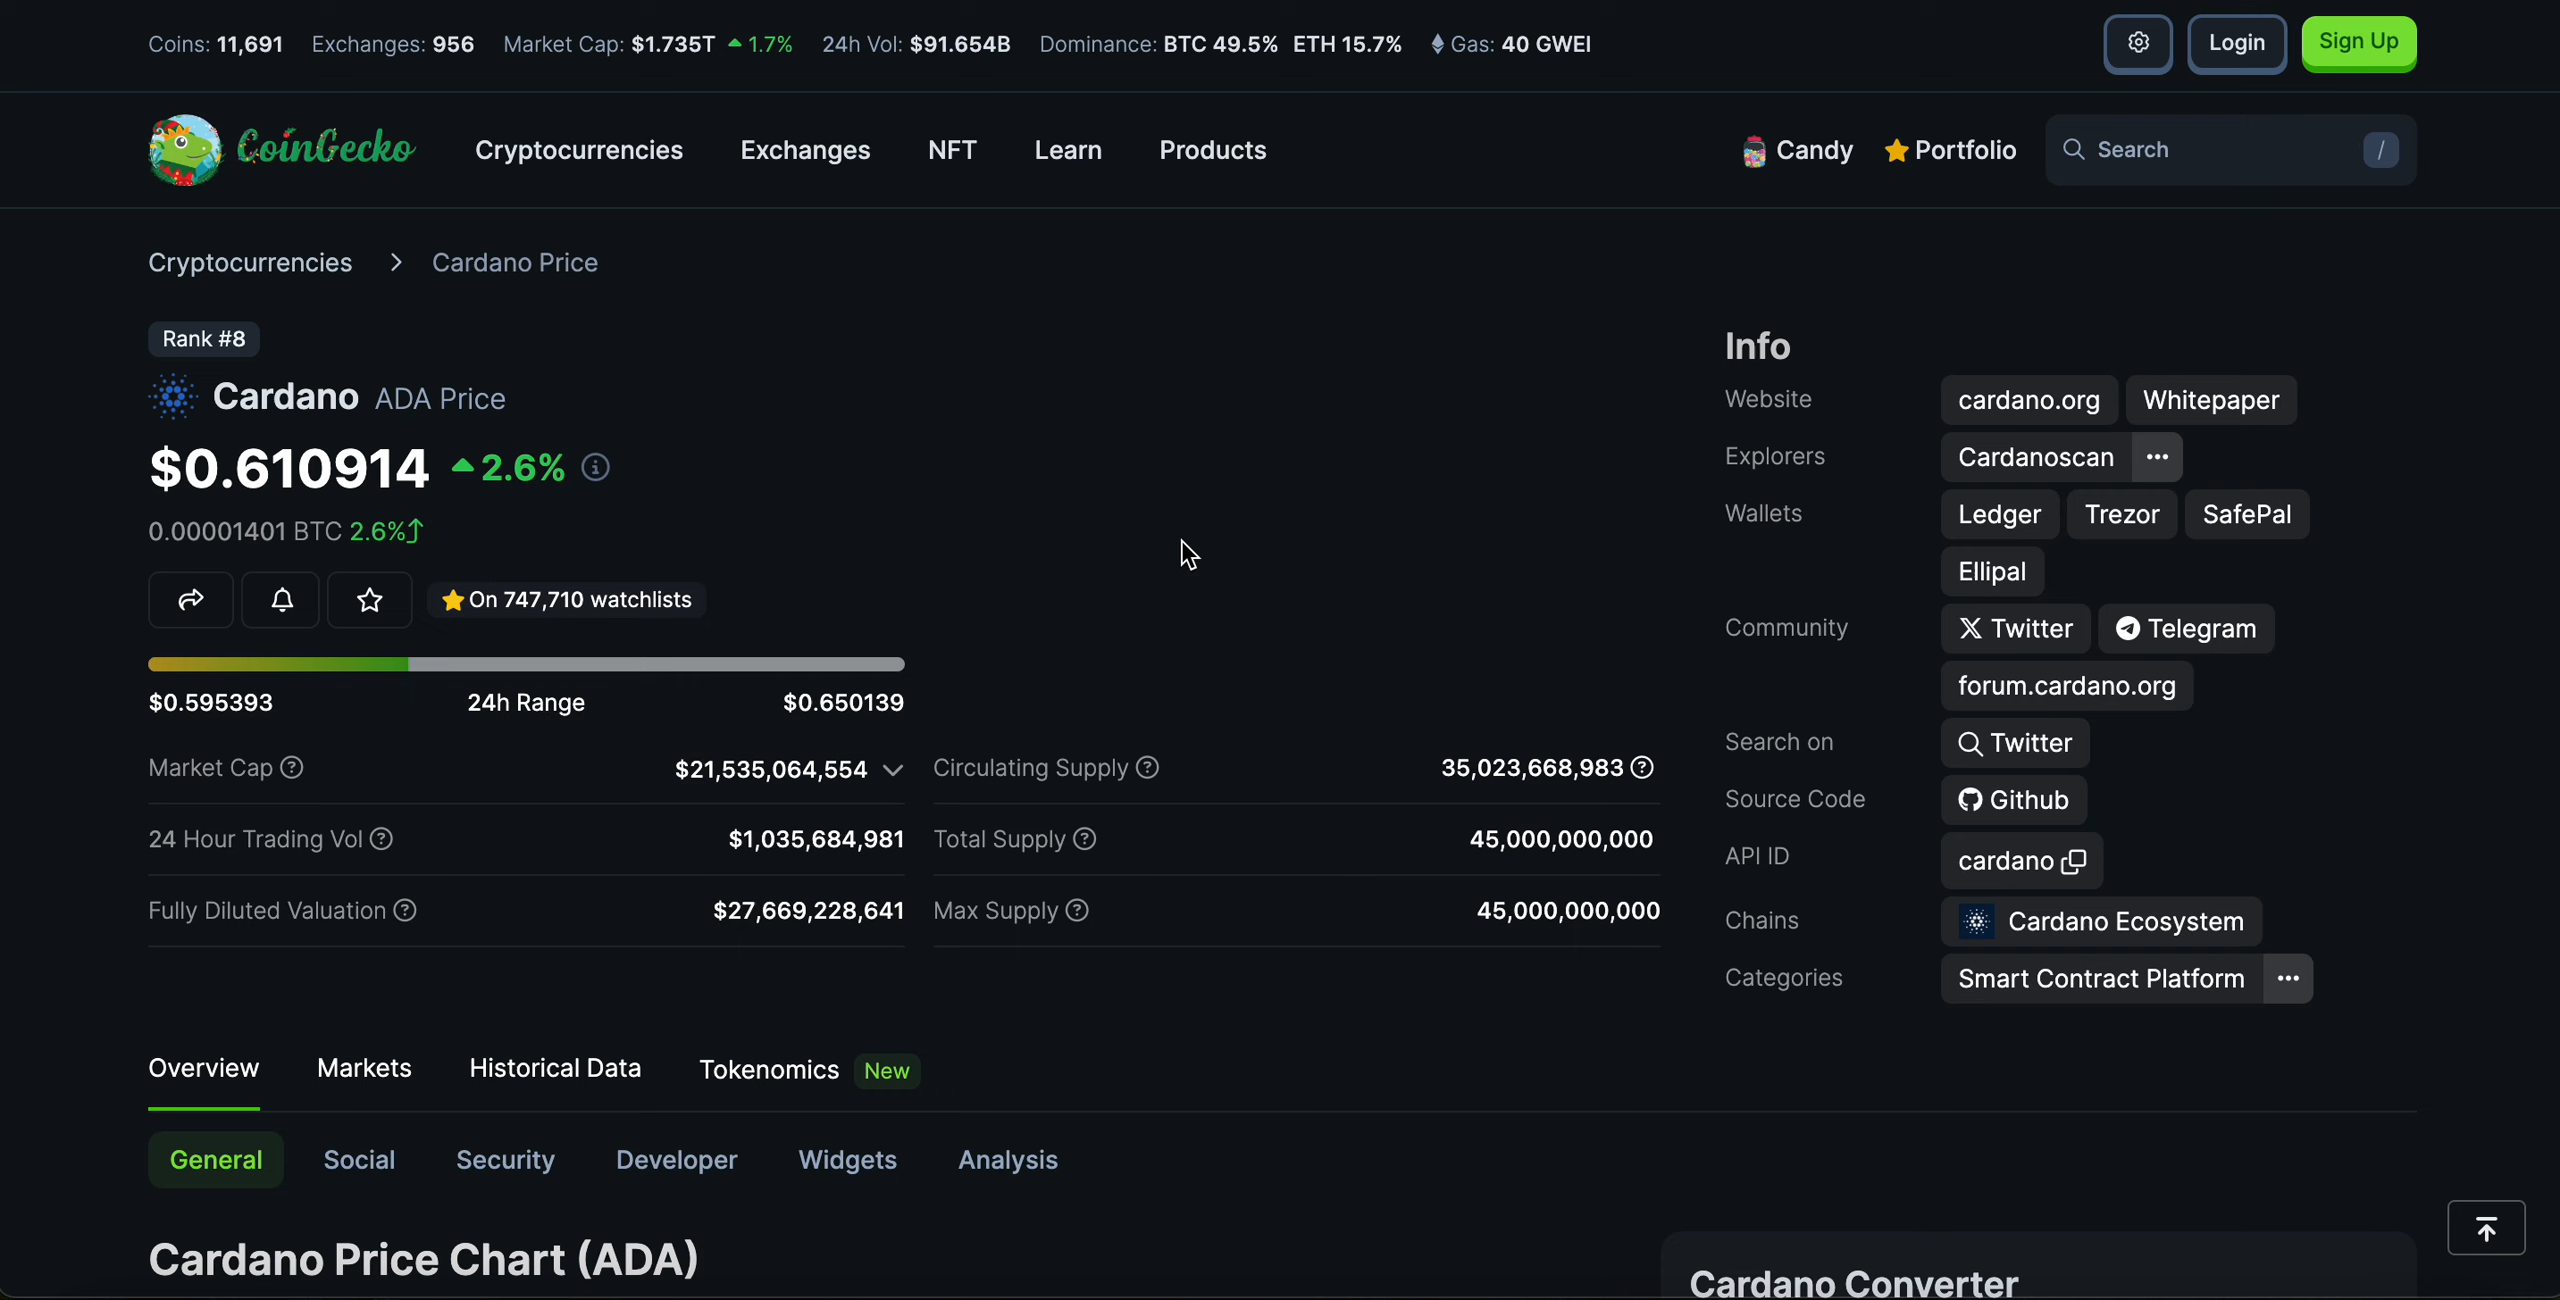 Coins: 11,691 Exchanges: 956 Market Cap: $1.735T 1.7% 24h Vol: $91.654B Dominance: BTC 49.5% ETH 15.7% Gas: 40 GWEI Login Sign Up
CoinGecko Cryptocurrencies Exchanges NFT Learn Products Candy Portfolio Search /
Cryptocurrencies > Cardano Price
Rank #8
Cardano ADA Price
$0.610914 2.6%
0.00001401 BTC 2.6%
On 747,710 watchlists
$0.595393 24h Range $0.650139
Market Cap $21,535,064,554
24 Hour Trading Vol $1,035,684,981
Fully Diluted Valuation $27,669,228,641
Circulating Supply 35,023,668,983
Total Supply 45,000,000,000
Max Supply 45,000,000,000
Info
Website cardano.org Whitepaper
Explorers Cardanoscan
Wallets Ledger Trezor SafePal
Ellipal
Community Twitter Telegram
forum.cardano.org
Search on Twitter
Source Code Github
API ID cardano
Chains Cardano Ecosystem
Categories Smart Contract Platform
Overview Markets Historical Data Tokenomics New
General Social Security Developer Widgets Analysis
Cardano Price Chart (ADA)
Cardano Converter